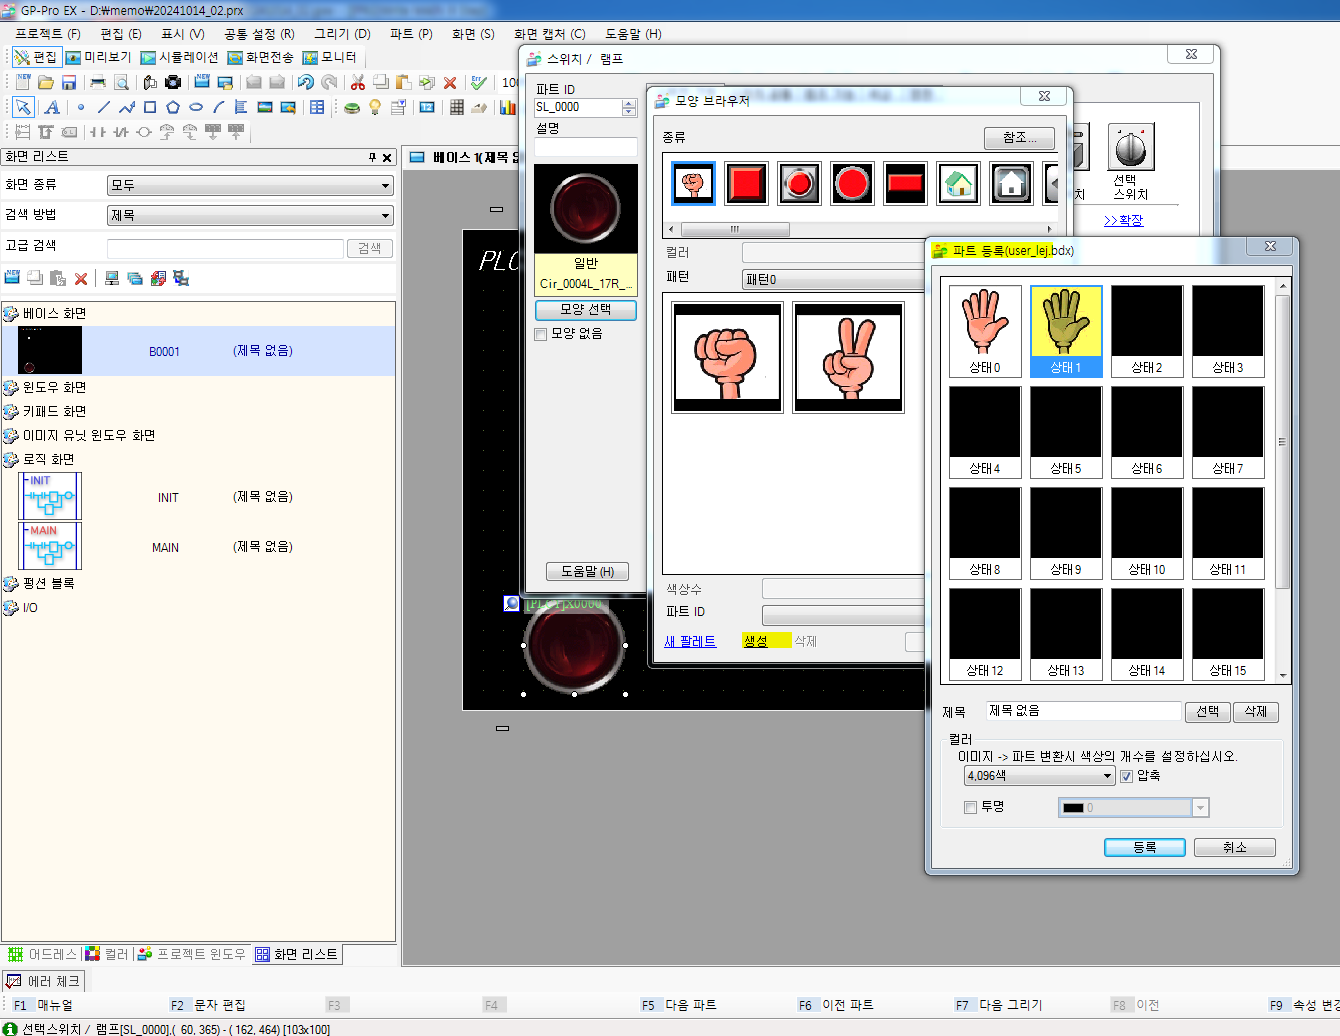 GP-Pro EX - D:₩memo₩20241014_02.prx
프로젝트 (F) 편집 (E) 표시 (V) 공통 설정 (R) 그리기 (D) 파트 (P) 화면 (S) 화면 캡처 (C) 도움말 (H)
편집 미리보기 시뮬레이션 화면전송 모니터
화면 리스트
화면 종류 모두
검색 방법 제목
고급 검색 검색
베이스 화면
B0001 (제목 없음)
윈도우 화면
키패드 화면
이미지 유닛 윈도우 화면
로직 화면
INIT
INIT (제목 없음)
MAIN
MAIN (제목 없음)
펑션 블록
I/O
어드레스 컬러 프로젝트 윈도우 화면 리스트
에러 체크
베이스 1(제목 없
PLC
[PLC1]X0000
스위치 / 램프
파트 ID
SL_0000
설명
일반
Cir_0004L_17R_...
모양 선택
모양 없음
도움말 (H)
선택
스위치
>>확장
모양 브라우저
종류 참조...
컬러
패턴 패턴0
색상수
파트 ID
새 팔레트 생성 삭제
파트 등록(user_lej.bdx)
상태 0 상태 1 상태 2 상태 3
상태 4 상태 5 상태 6 상태 7
상태 8 상태 9 상태 10 상태 11
상태 12 상태 13 상태 14 상태 15
제목 제목 없음 선택 삭제
컬러
이미지 -> 파트 변환시 색상의 개수를 설정하십시오.
4,096색 압축
투명 0
등록 취소
F1 매뉴얼 F2 문자 편집 F3 F4 F5 다음 파트 F6 이전 파트 F7 다음 그리기 F8 이전 F9 속성 변경
선택스위치 / 램프[SL_0000],( 60, 365) - ( 162, 464) [103x100]